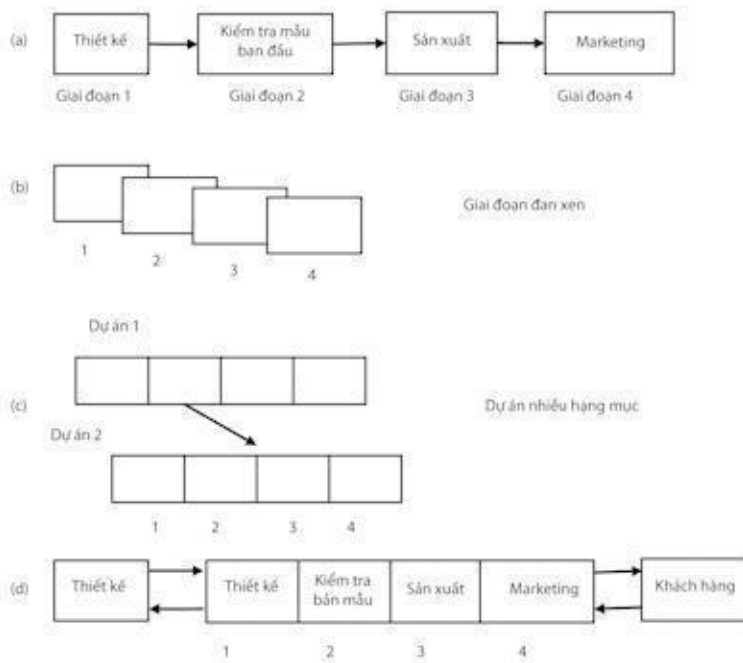 (a)
Thiết kế
Kiểm tra mẫu
ban đầu
Sản xuất
Marketing
Giai đoạn 1
Giai đoạn 2
Giai đoạn 3
Giai đoạn 4
(b)
Giai đoạn đan xen
1
2
3
4
Dự án 1
(c)
Dự án nhiều hạng mục
Dự án 2
1
2
3
4
(d)
Thiết kế
Thiết kế
Kiểm tra
bản mẫu
Sản xuất
Marketing
Khách hàng
1
2
3
4